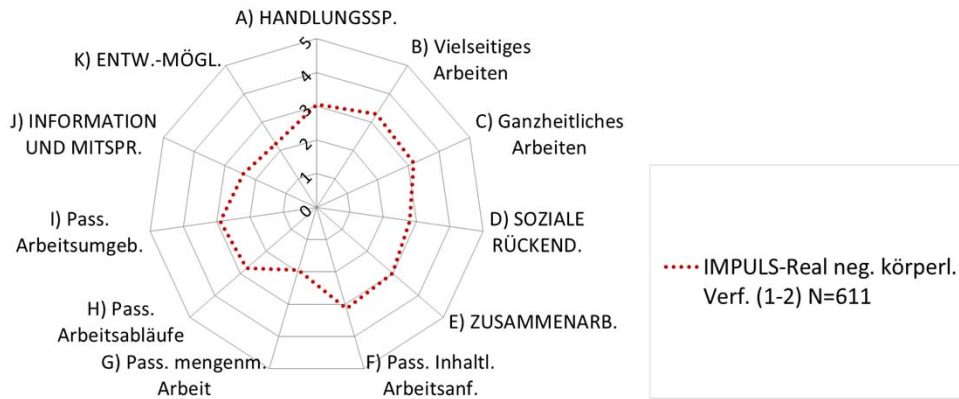 A) HANDLUNGSSP.
B) Vielseitiges
Arbeiten
C) Ganzheitliches
Arbeiten
D) SOZIALE
RÜCKEND.
E) ZUSAMMENARB.
F) Pass. Inhaltl.
Arbeitsanf.
G) Pass. mengenm.
Arbeit
H) Pass.
Arbeitsabläufe
I) Pass.
Arbeitsumgeb.
J) INFORMATION
UND MITSPR.
K) ENTW.-MÖGL.
5
4
3
2
1
0
IMPULS-Real neg. körperl.
Verf. (1-2) N=611